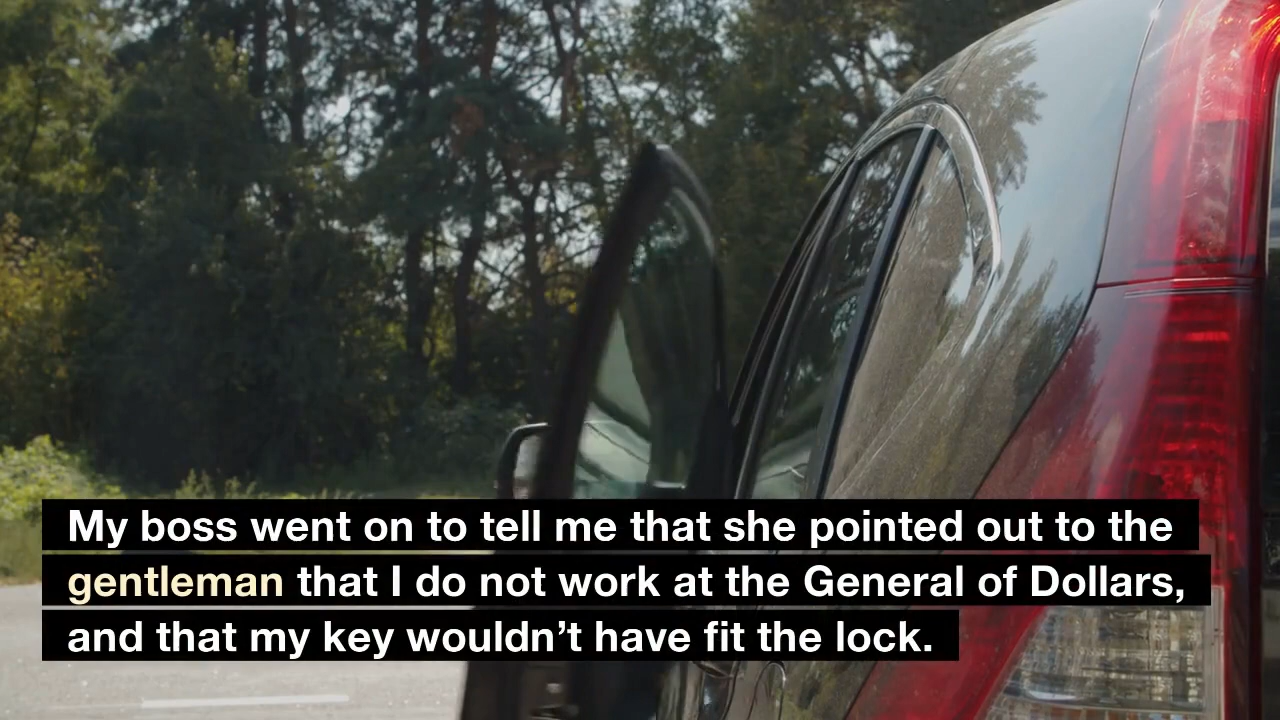 My boss went on to tell me that she pointed out to the
gentleman that I do not work at the General of Dollars,
and that my key wouldn’t have fit the lock.